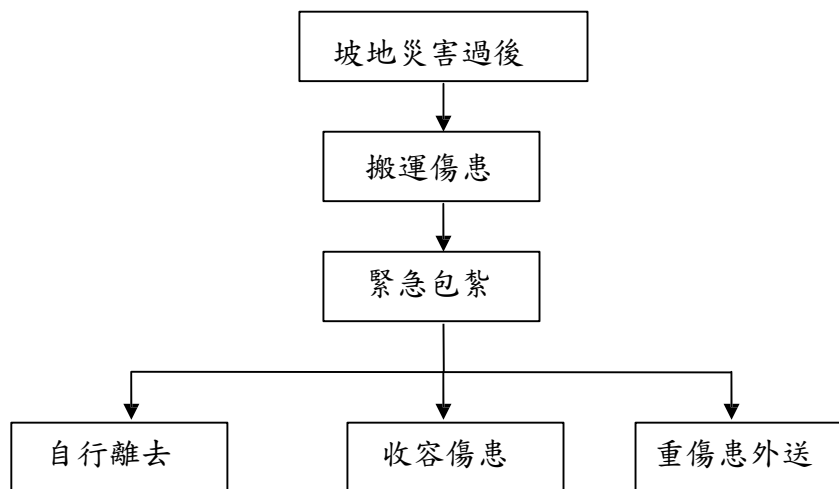 坡地災害過後
搬運傷患
緊急包紮
自行離去
收容傷患
重傷患外送